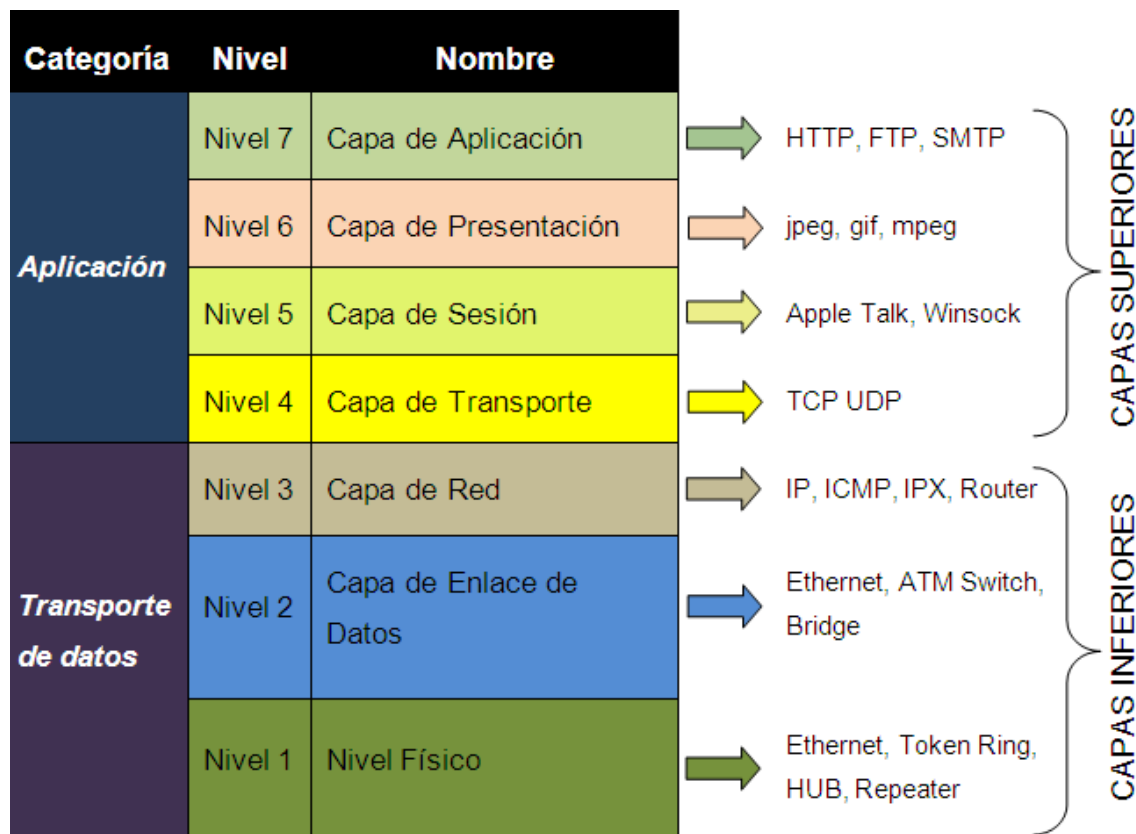 Categoría Nivel Nombre
Aplicación
Nivel 7 Capa de Aplicación HTTP, FTP, SMTP
Nivel 6 Capa de Presentación jpeg, gif, mpeg
Nivel 5 Capa de Sesión Apple Talk, Winsock
Nivel 4 Capa de Transporte TCP UDP
CAPAS SUPERIORES
Transporte
de datos
Nivel 3 Capa de Red IP, ICMP, IPX, Router
Nivel 2 Capa de Enlace de
Datos
Ethernet, ATM Switch,
Bridge
Nivel 1 Nivel Físico
Ethernet, Token Ring,
HUB, Repeater
CAPAS INFERIORES